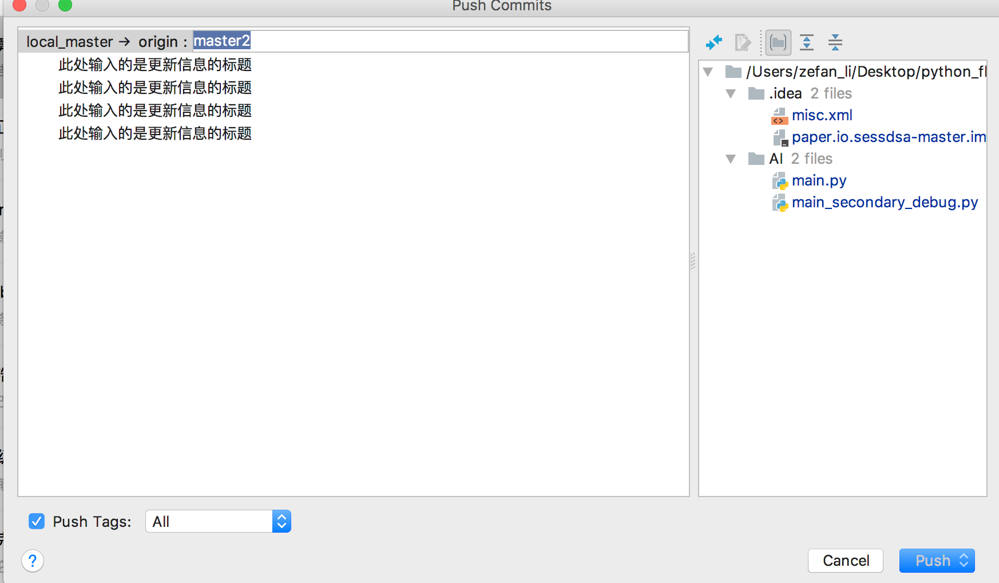 Push Commits
local_master → origin : master2
此处输入的是更新信息的标题
此处输入的是更新信息的标题
此处输入的是更新信息的标题
此处输入的是更新信息的标题
/Users/zefan_li/Desktop/python_fl
.idea 2 files
misc.xml
paper.io.sessdsa-master.im
AI 2 files
main.py
main_secondary_debug.py
Push Tags: All
?
Cancel
Push